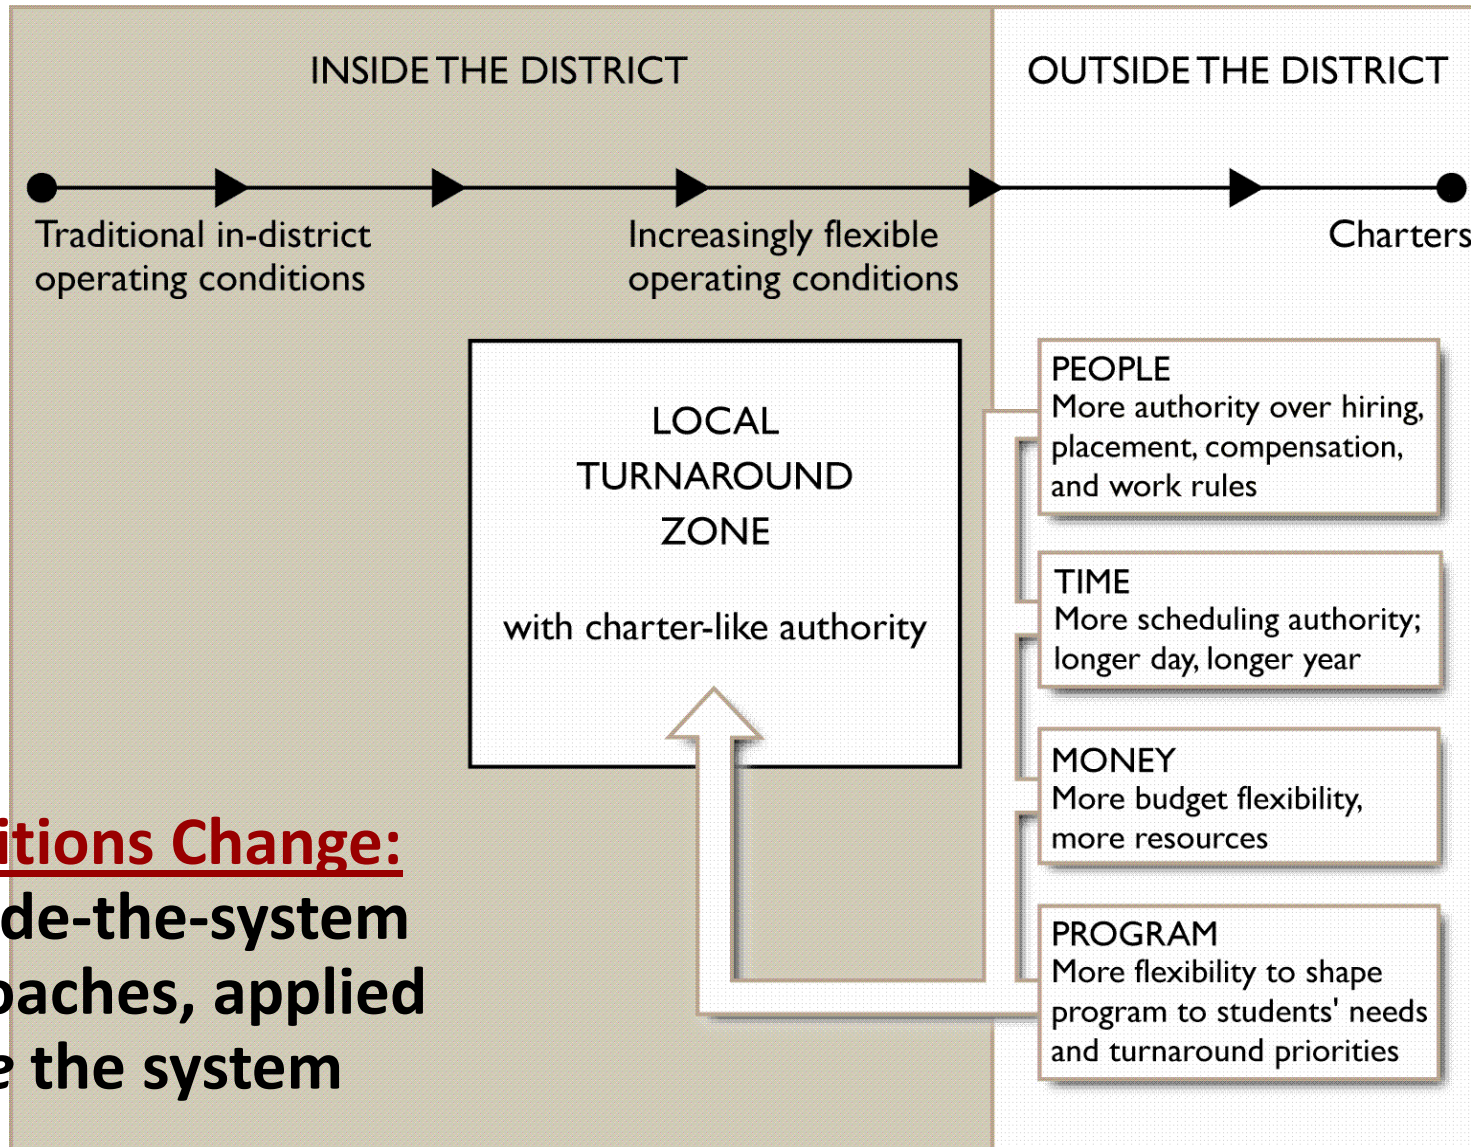 INSIDE THE DISTRICT
OUTSIDE THE DISTRICT
Traditional in-district
operating conditions
Increasingly flexible
operating conditions
Charters
LOCAL
TURNAROUND
ZONE
with charter-like authority
PEOPLE
More authority over hiring,
placement, compensation,
and work rules
TIME
More scheduling authority;
longer day, longer year
MONEY
More budget flexibility,
more resources
PROGRAM
More flexibility to shape
program to students' needs
and turnaround priorities
itions Change:
de-the-system
oaches, applied
e the system